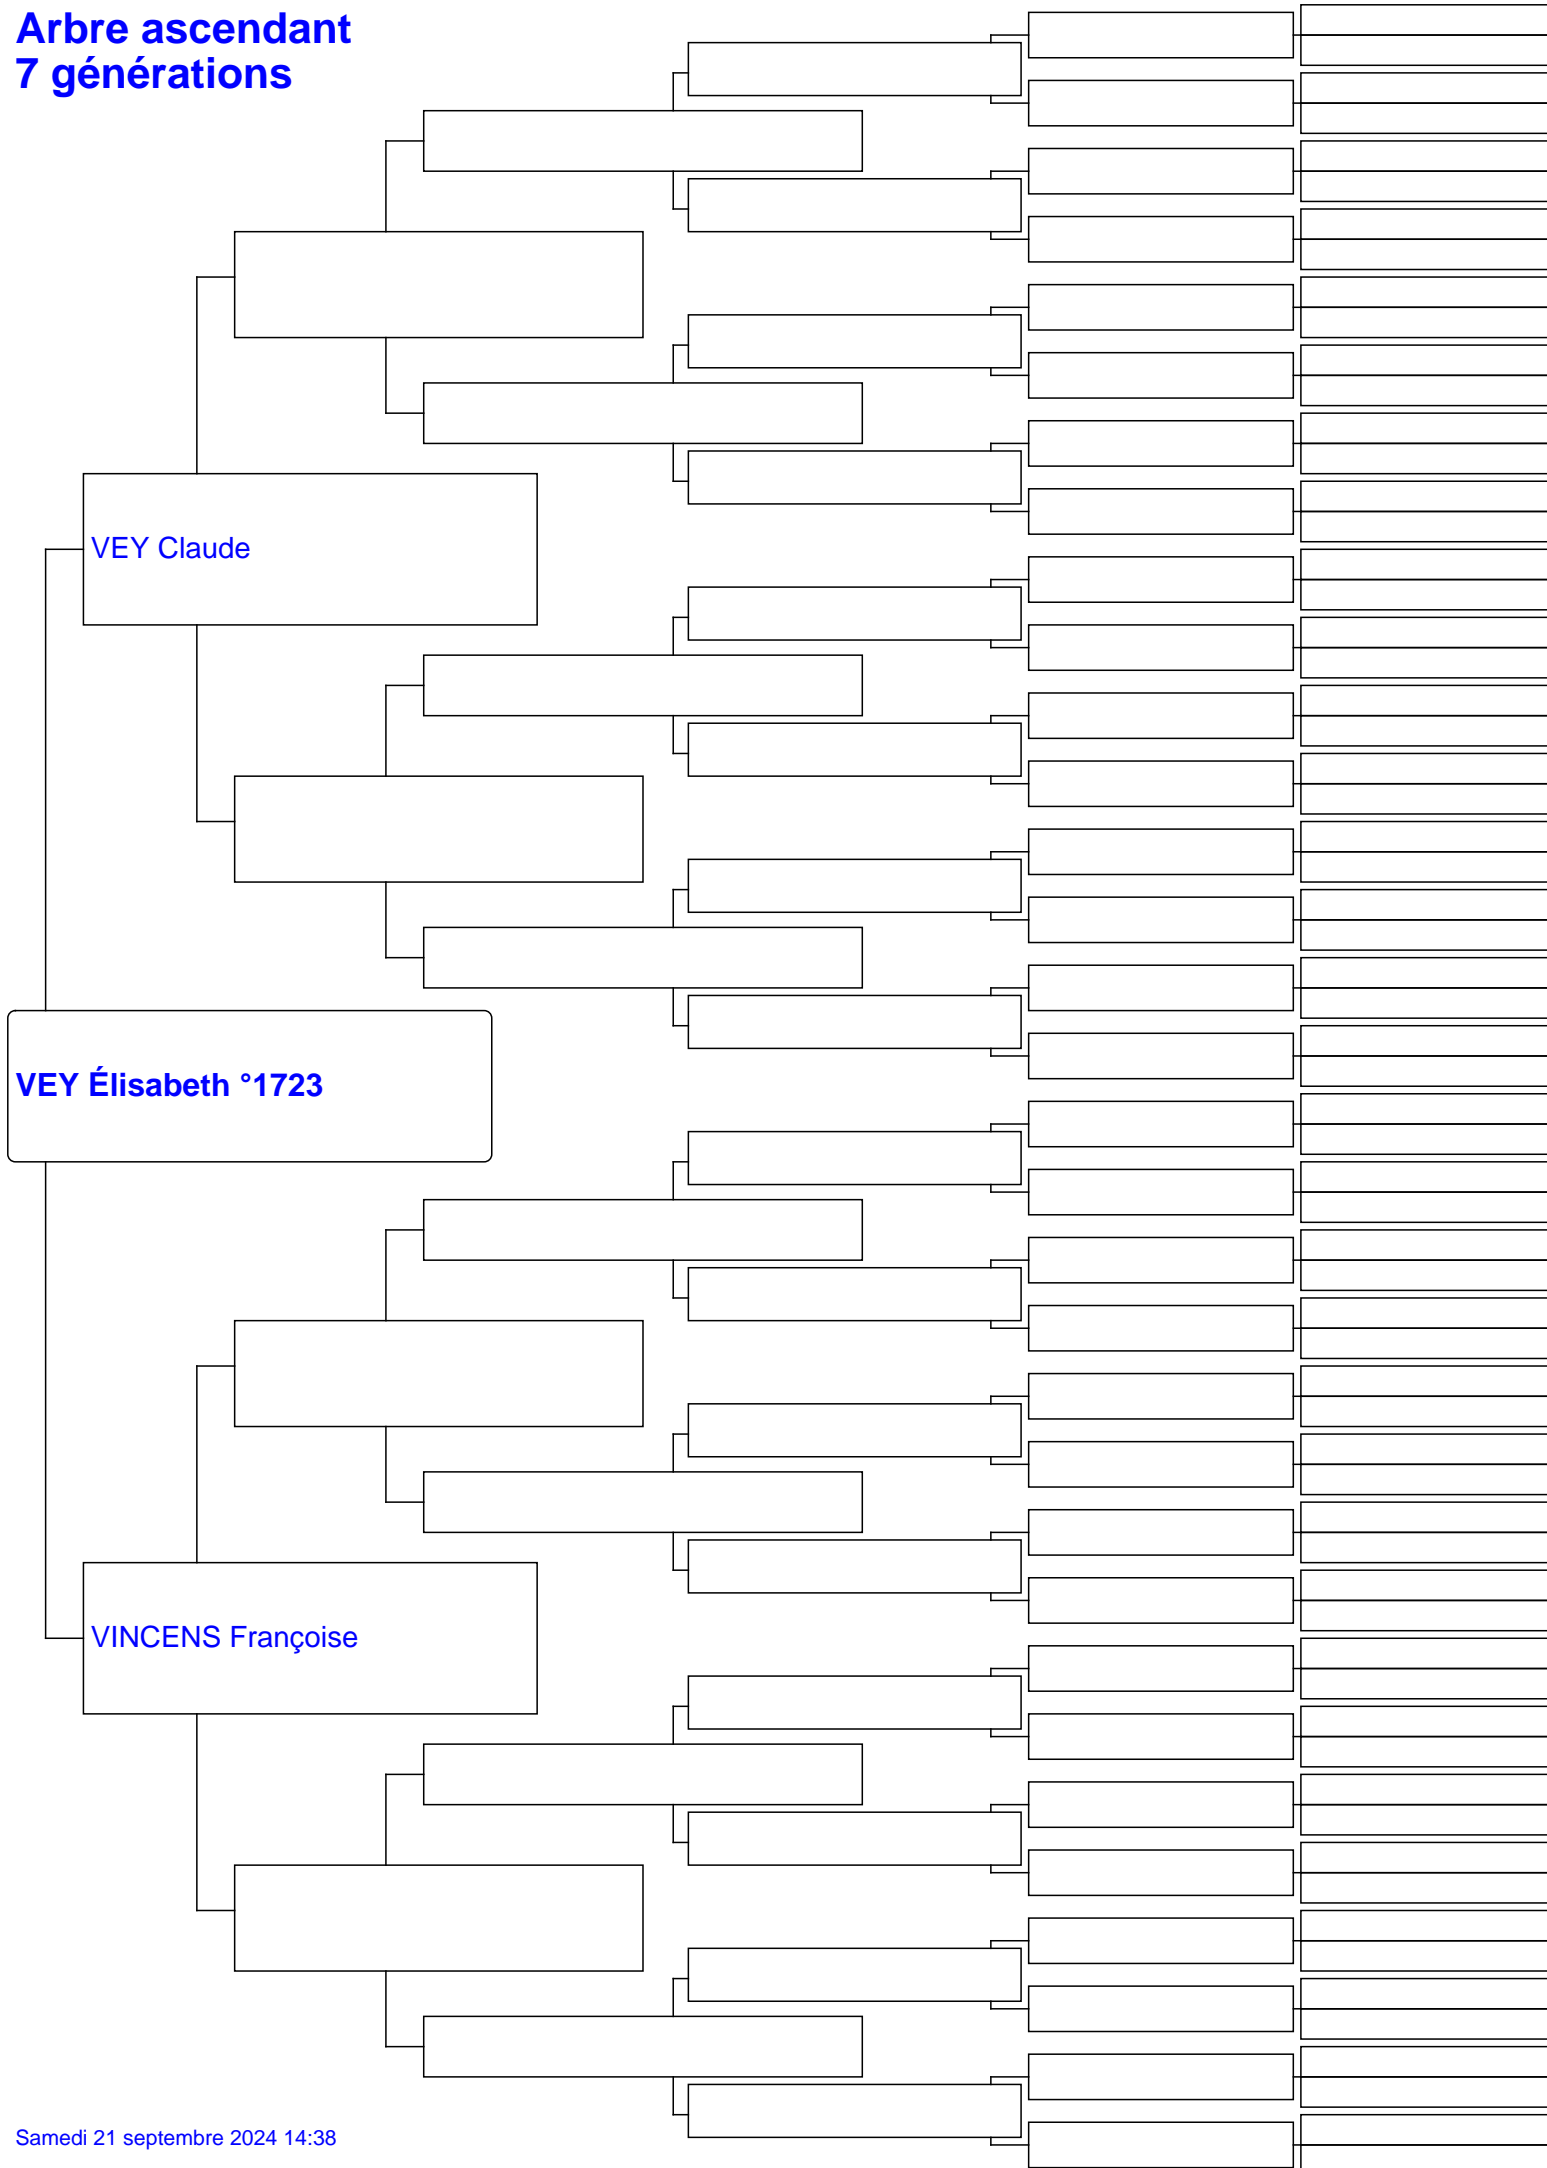 Arbre ascendant
7 générations
VEY Claude
VEY Élisabeth °1723
VINCENS Françoise
Samedi 21 septembre 2024 14:38